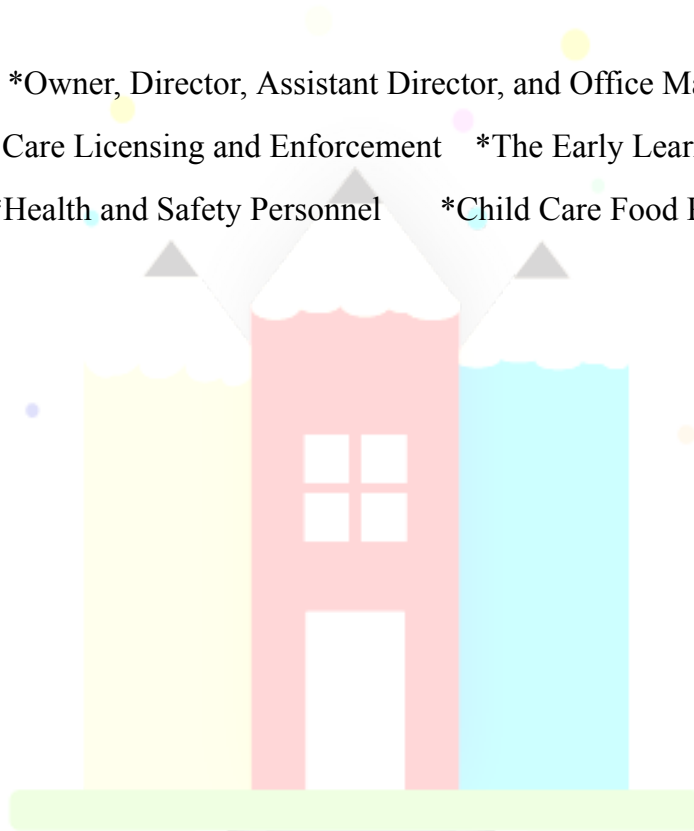 *Owner, Director, Assistant Director, and Office
Care Licensing and Enforcement *The Early
*Health and Safety Personnel *Child Care Food